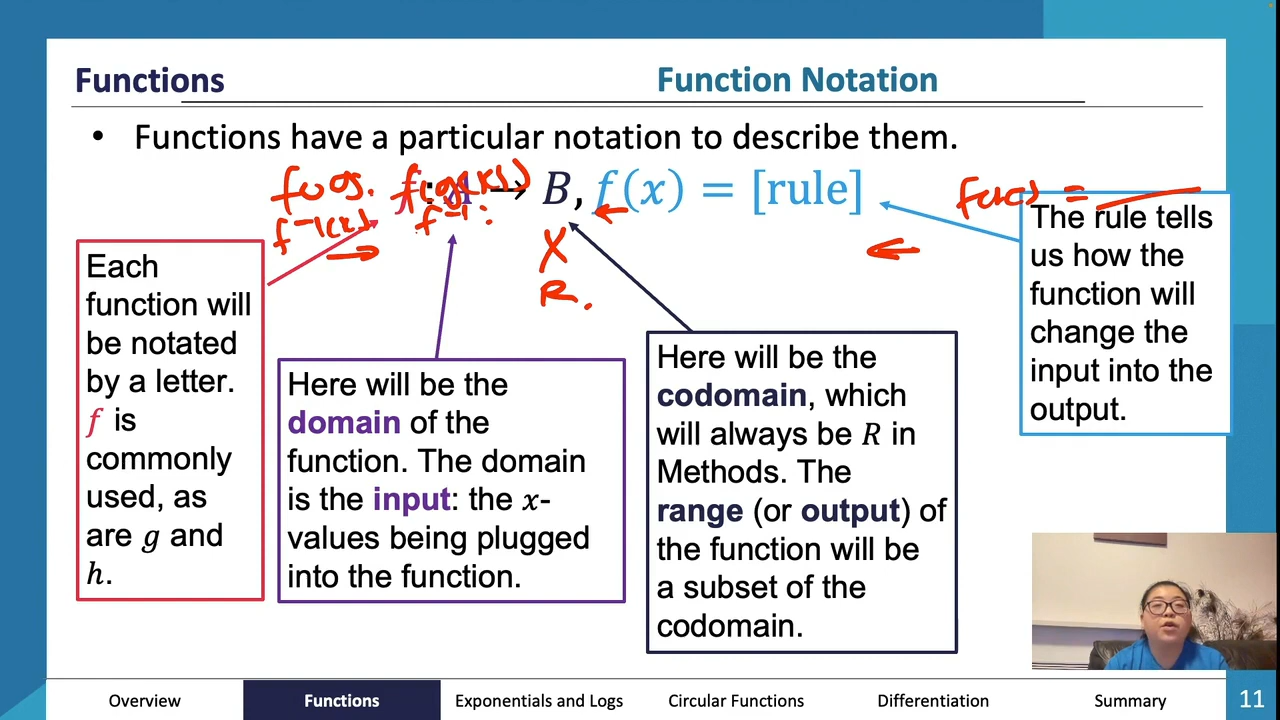 Functions
Function Notation
• Functions have a particular notation to describe them.
f : A → B, f(x) = [rule]
fog. f(g(x))
f⁻¹(x) f⁻¹:
X
R.
Each
function will
be notated
by a letter.
f is
commonly
used, as
are g and
h.
Here will be the
domain of the
function. The domain
is the input: the x-
values being plugged
into the function.
Here will be the
codomain, which
will always be R in
Methods. The
range (or output) of
the function will be
a subset of the
codomain.
The rule tells
us how the
function will
change the
input into the
output.
Overview
Functions
Exponentials and Logs
Circular Functions
Differentiation
Summary
11